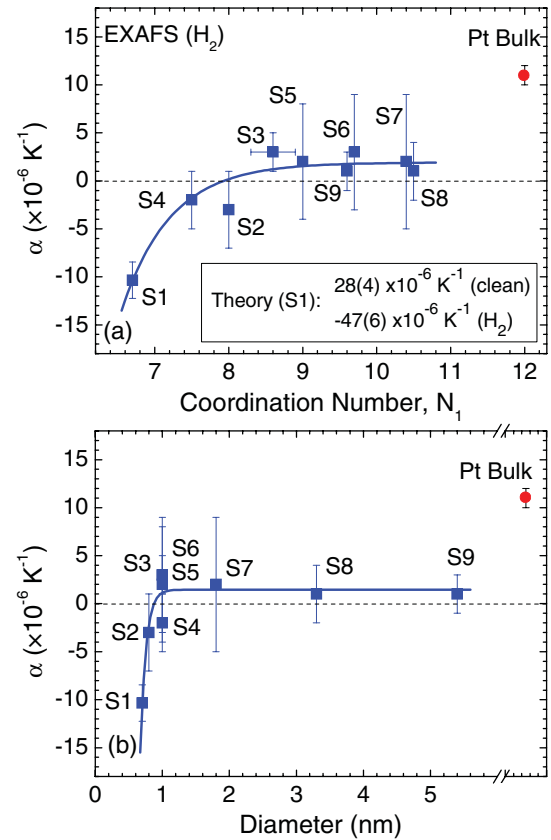 EXAFS (H₂)
Pt Bulk
15
10
5
0
-5
-10
-15
α (×10⁻⁶ K⁻¹)
S5
S3
S6
S7
S4
S2
S9
S8
S1
Theory (S1):
28(4) x10⁻⁶ K⁻¹ (clean)
-47(6) x10⁻⁶ K⁻¹ (H₂)
(a)
7 8 9 10 11 12
Coordination Number, N₁
Pt Bulk
15
10
5
0
-5
-10
-15
α (×10⁻⁶ K⁻¹)
S3 S6
S5
S7
S8
S9
S2
S4
S1
(b)
0 1 2 3 4 5
Diameter (nm)